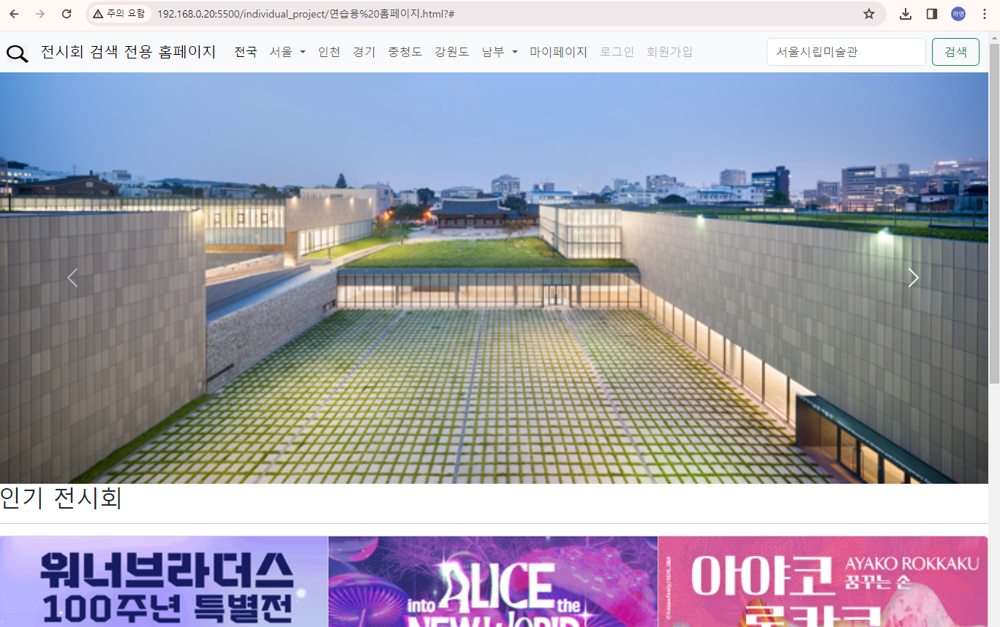 주의 요함
192.168.0.20:5500/individual_project/연습용%20홈페이지.html?#
하영
전시회 검색 전용 홈페이지 전국 서울 인천 경기 충청도 강원도 남부 마이페이지 로그인 회원가입 서울시립미술관 검색
인기 전시회
워너브라더스
100주년 특별전
into ALICE the
NEW WORLD
아야코
AYAKO ROKKAKU
꿈꾸는 손
록카쿠